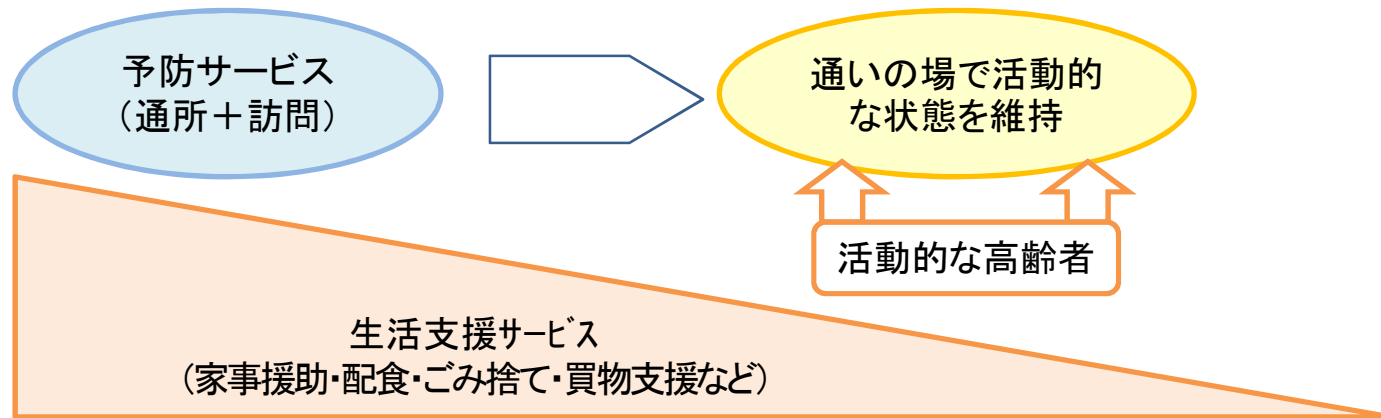 予防サービス
（通所＋訪問）
通いの場で活動的
な状態を維持
活動的な高齢者
生活支援ｻｰﾋﾞｽ
（家事援助・配食・ごみ捨て・買物支援など）